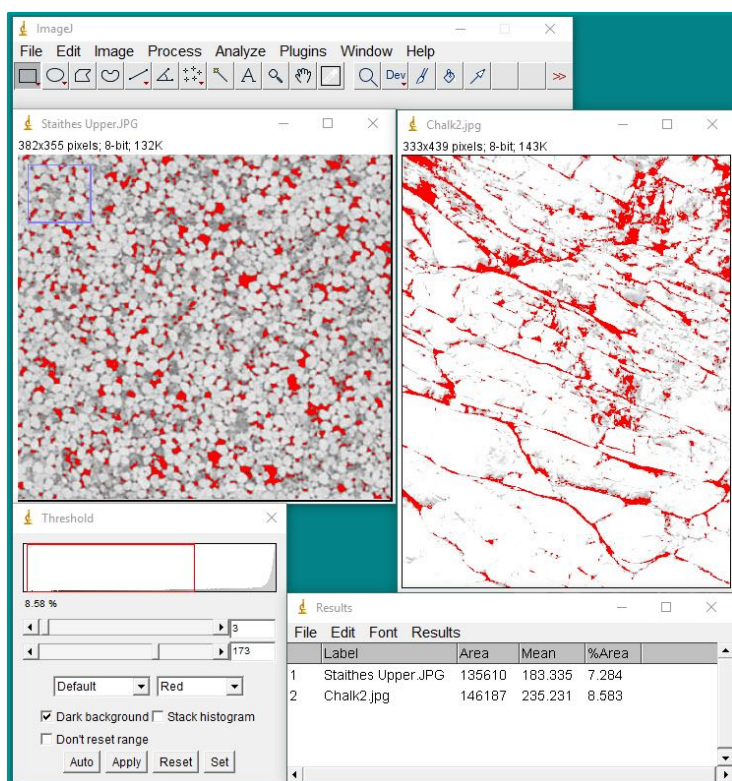 ImageJ
File Edit Image Process Analyze Plugins Window Help
A Dev >>
Staithes Upper.JPG
382x355 pixels; 8-bit; 132K
Chalk2.jpg
333x439 pixels; 8-bit; 143K
Threshold
8.58 %
3
173
Default Red
Dark background Stack histogram
Don't reset range
Auto Apply Reset Set
Results
File Edit Font Results
Label Area Mean %Area
1 Staithes Upper.JPG 135610 183.335 7.284
2 Chalk2.jpg 146187 235.231 8.583